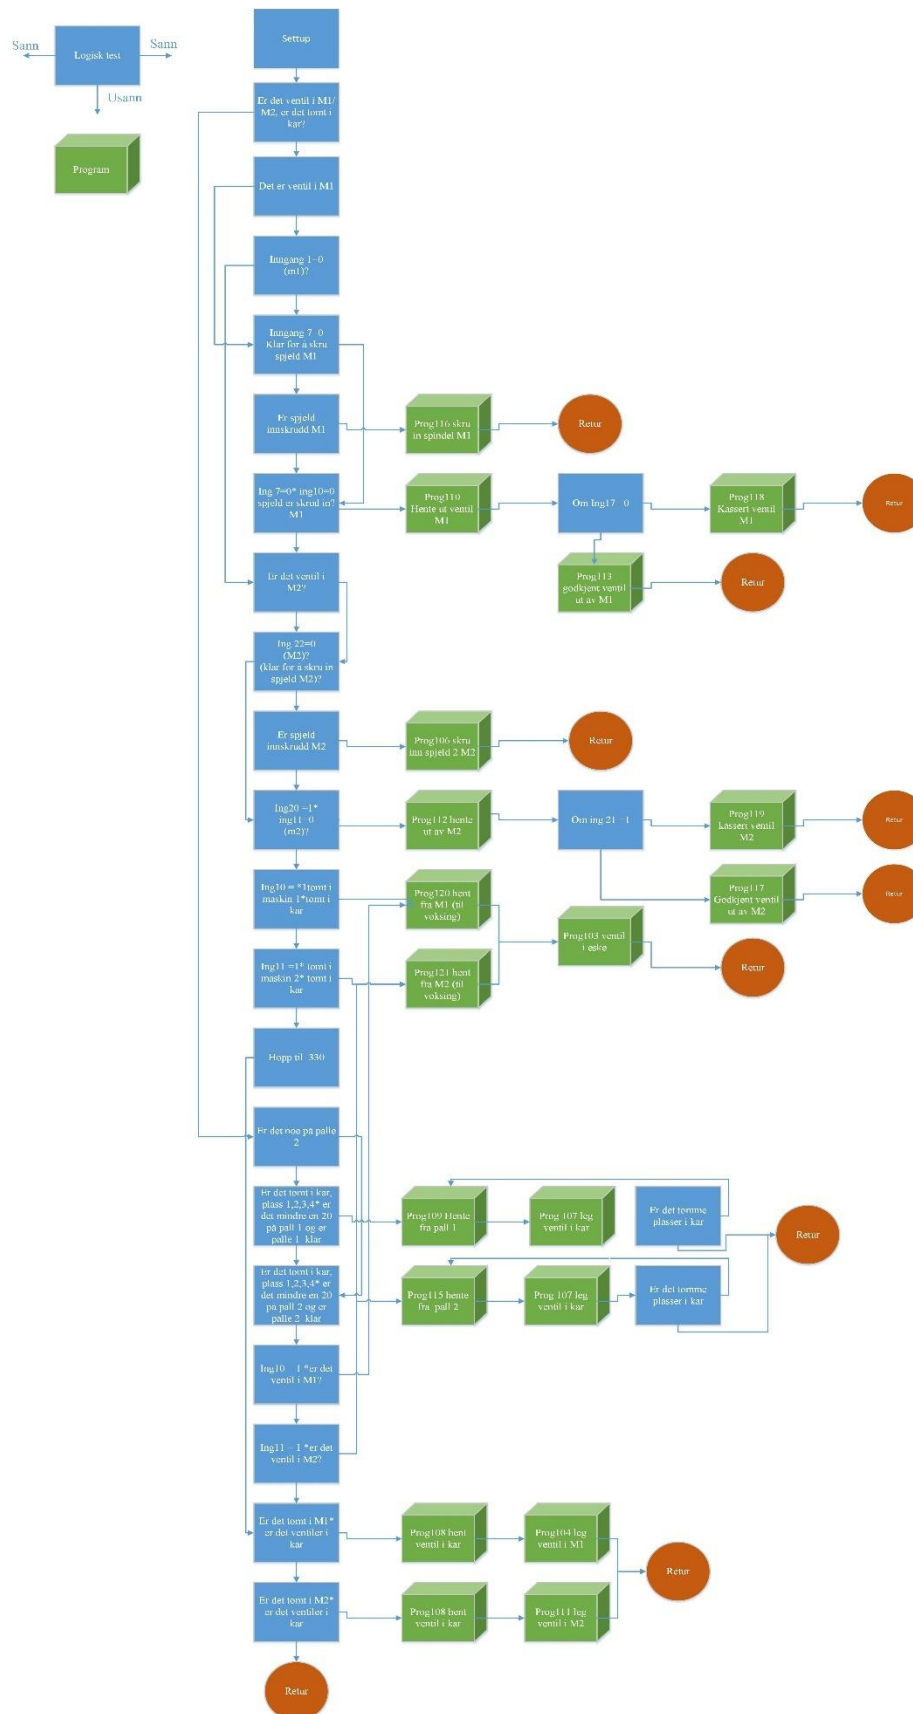 Sann
Logisk test
Sann
Usann
Program
Settup
Er det ventil i M1/
M2, er det tomt i
kar?
Det er ventil i M1
Inngang 1=0
(m1)?
Inngang 7=0
Klar for å skru
spjeld M1
Er spjeld
innskrudd M1
Prog116 skru
in spindel M1
Retur
Ing 7=0* ing10=0
spjeld er skrud in?
M1
Prog110
Hente ut ventil
M1
Om Ing17=0
Prog118
Kassert ventil
M1
Retur
Prog113
godkjent ventil
ut av M1
Retur
Er det ventil i
M2?
Ing 22=0
(M2)?
(klar for å skru in
spjeld M2)?
Er spjeld
innskrudd M2
Prog106 skru
inn spjeld 2 M2
Retur
Ing20 =1*
ing11=0
(m2)?
Prog112 hente
ut av M2
Om ing 21 =1
Prog119
kassert ventil
M2
Retur
Prog117
Godkjent ventil
ut av M2
Retur
Ing10 = *1tomt i
maskin 1*tomt i
kar
Prog120 hent
fra M1 (til
voksing)
Prog103 ventil
i eske
Retur
Ing11 =1* tomt i
maskin 2* tomt i
kar
Prog121 hent
fra M2 (til
voksing)
Hopp til 330
Er det noe på palle
2
Er det tomt i kar,
plass 1,2,3,4* er
det mindre en 20
på pall 1 og er
palle 1 klar
Prog109 Hente
fra pall 1
Prog 107 leg
ventil i kar
Er det tomme
plasser i kar
Retur
Er det tomt i kar,
plass 1,2,3,4* er
det mindre en 20
på pall 2 og er
palle 2 klar
Prog115 hente
fra pall 2
Prog 107 leg
ventil i kar
Er det tomme
plasser i kar
Ing10 = 1 *er det
ventil i M1?
Ing11 = 1 *er det
ventil i M2?
Er det tomt i M1*
er det ventiler i
kar
Prog108 hent
ventil i kar
Prog104 leg
ventil i M1
Retur
Er det tomt i M2*
er det ventiler i
kar
Prog108 hent
ventil i kar
Prog111 leg
ventil i M2
Retur